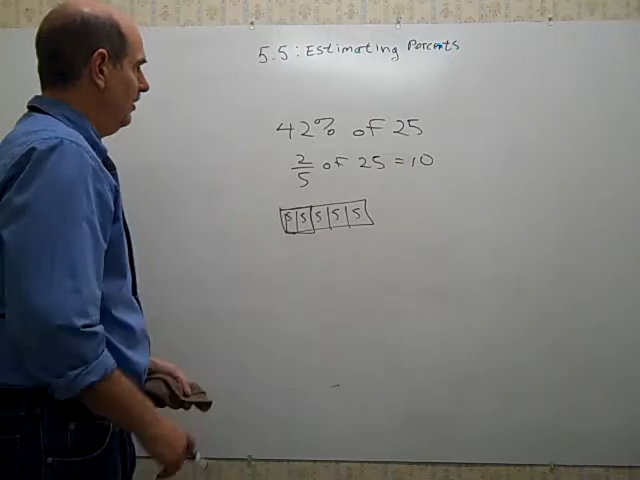 5.5: Estimating Percents
42% of 25
2/5 of 25 = 10
5 5 5 5 5